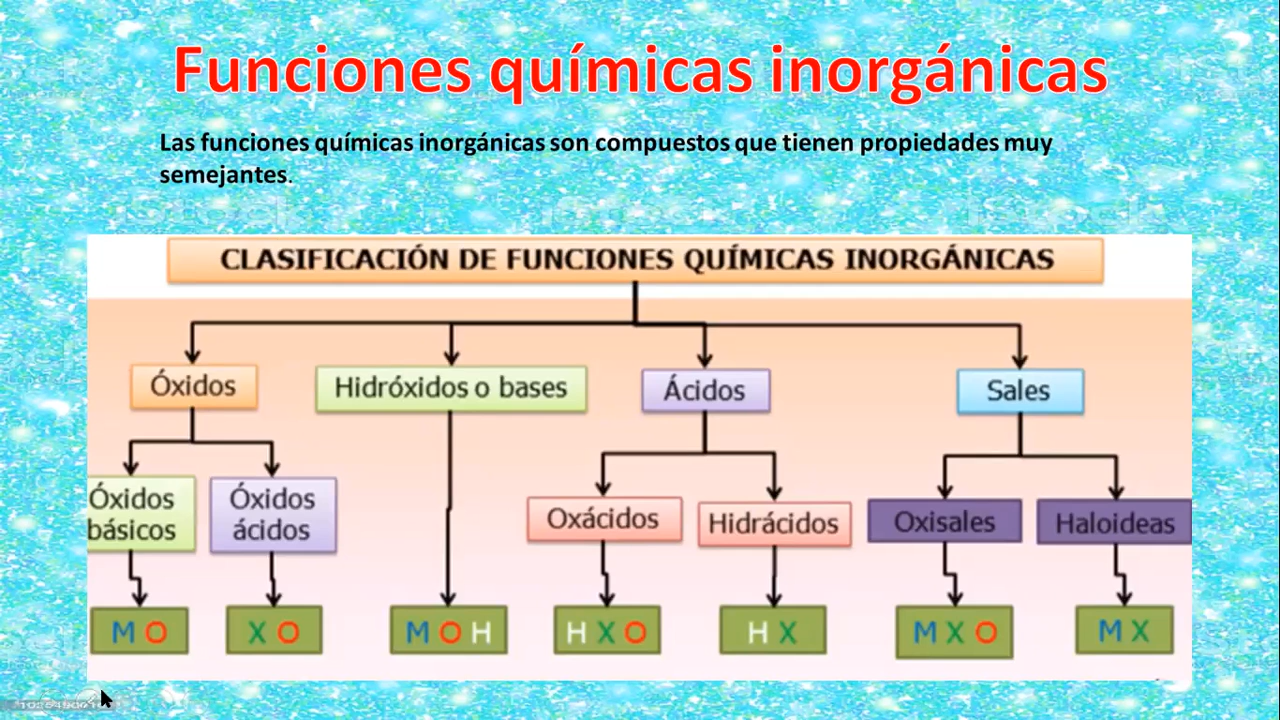 Funciones químicas inorgánicas
Las funciones químicas inorgánicas son compuestos que tienen propiedades muy
semejantes.
CLASIFICACIÓN DE FUNCIONES QUÍMICAS INORGÁNICAS
Óxidos
Hidróxidos o bases
Ácidos
Sales
Óxidos
básicos
Óxidos
ácidos
Oxácidos
Hidrácidos
Oxisales
Haloideas
M O
X O
M O H
H X O
H X
M X O
M X